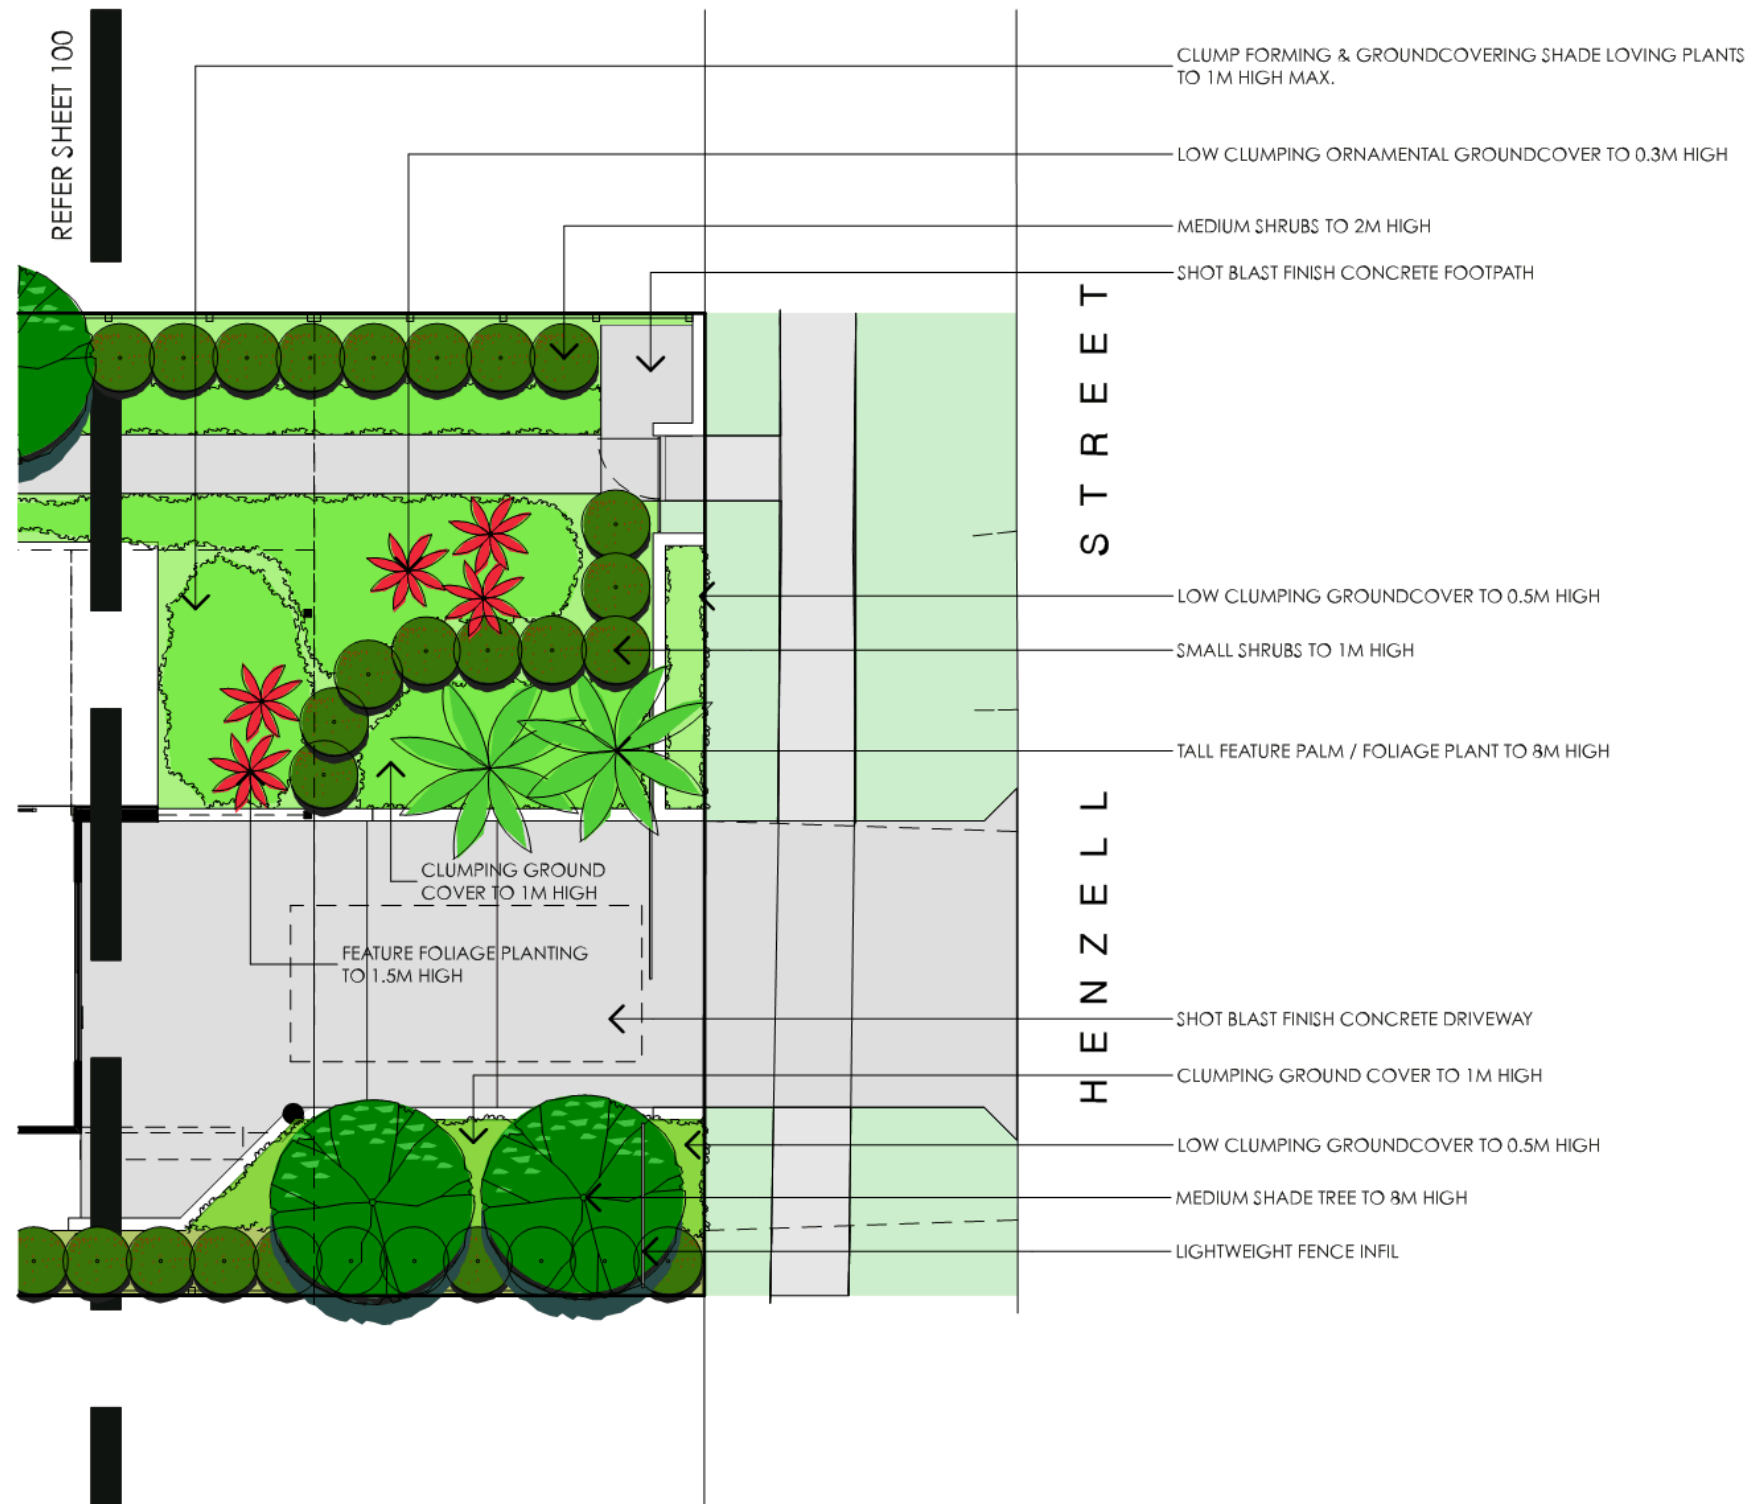 REFER SHEET 100
CLUMP FORMING & GROUNDCOVERING SHADE LOVING PLANTS
TO 1M HIGH MAX.
LOW CLUMPING ORNAMENTAL GROUNDCOVER TO 0.3M HIGH
MEDIUM SHRUBS TO 2M HIGH
SHOT BLAST FINISH CONCRETE FOOTPATH
LOW CLUMPING GROUNDCOVER TO 0.5M HIGH
SMALL SHRUBS TO 1M HIGH
TALL FEATURE PALM / FOLIAGE PLANT TO 8M HIGH
CLUMPING GROUND
COVER TO 1M HIGH
FEATURE FOLIAGE PLANTING
TO 1.5M HIGH
SHOT BLAST FINISH CONCRETE DRIVEWAY
CLUMPING GROUND COVER TO 1M HIGH
LOW CLUMPING GROUNDCOVER TO 0.5M HIGH
MEDIUM SHADE TREE TO 8M HIGH
LIGHTWEIGHT FENCE INFIL
HENZELL STREET